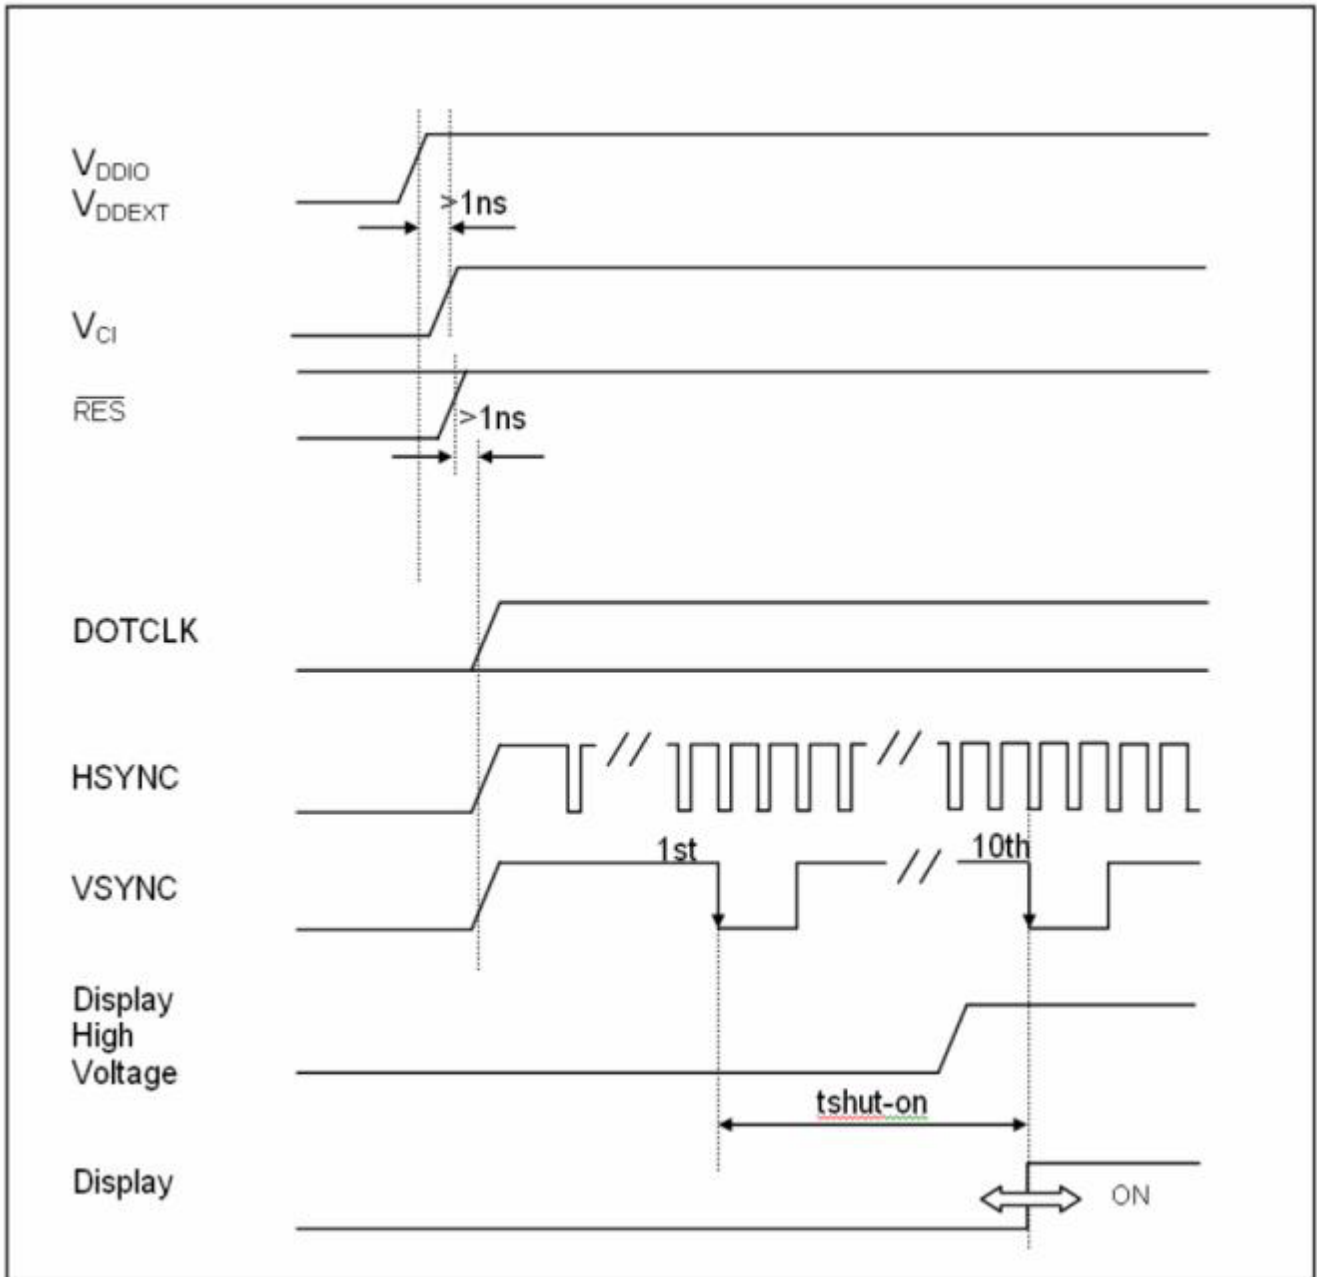 VDDIO
VDDEXT
>1ns
VCI
RES
>1ns
DOTCLK
HSYNC
1st
10th
VSYNC
Display
High
Voltage
tshut-on
Display
ON